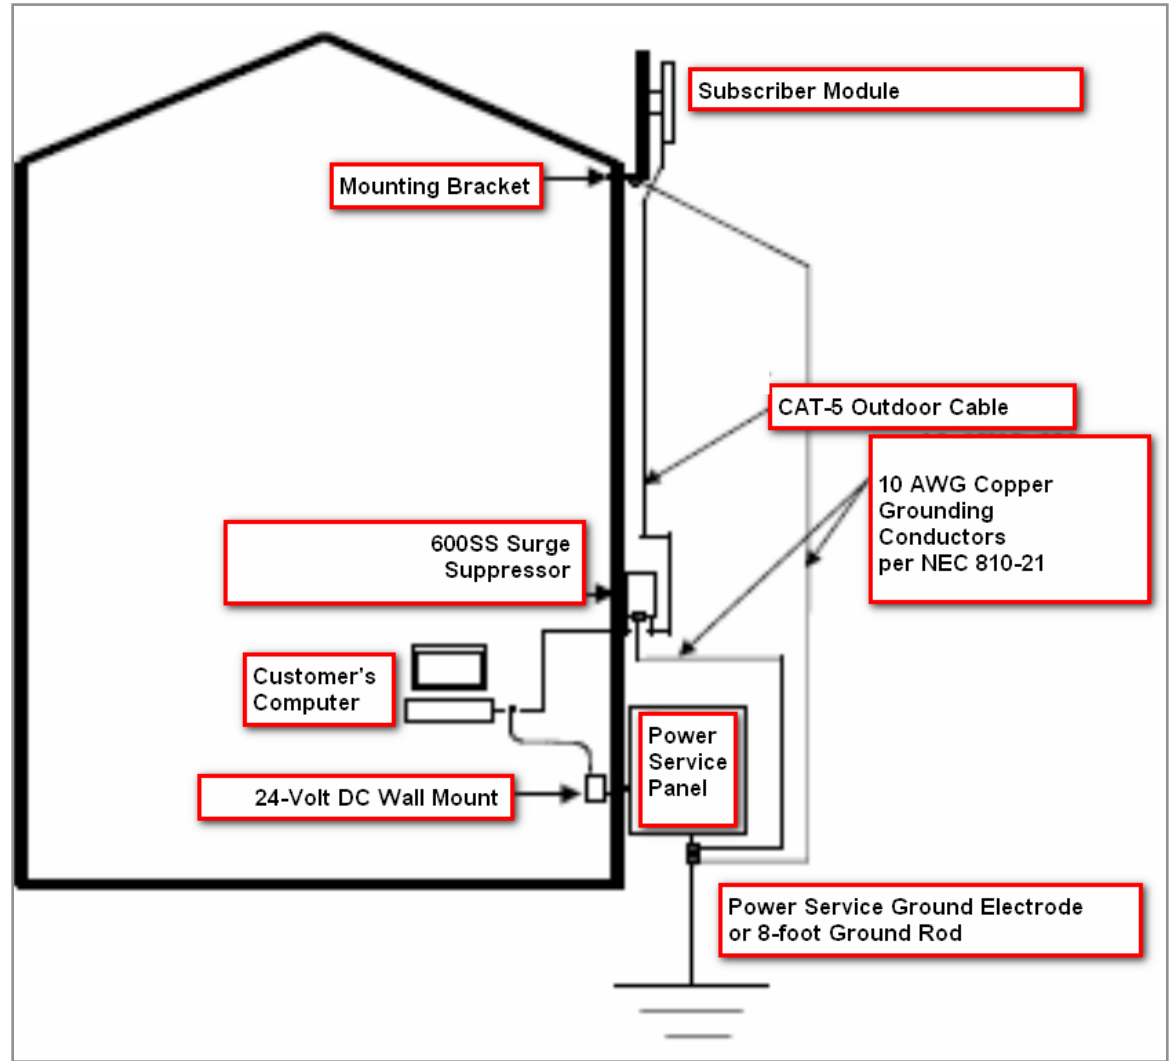 Subscriber Module
Mounting Bracket
CAT-5 Outdoor Cable
10 AWG Copper
Grounding
Conductors
per NEC 810-21
600SS Surge
Suppressor
Customer's
Computer
Power
Service
Panel
24-Volt DC Wall Mount
Power Service Ground Electrode
or 8-foot Ground Rod